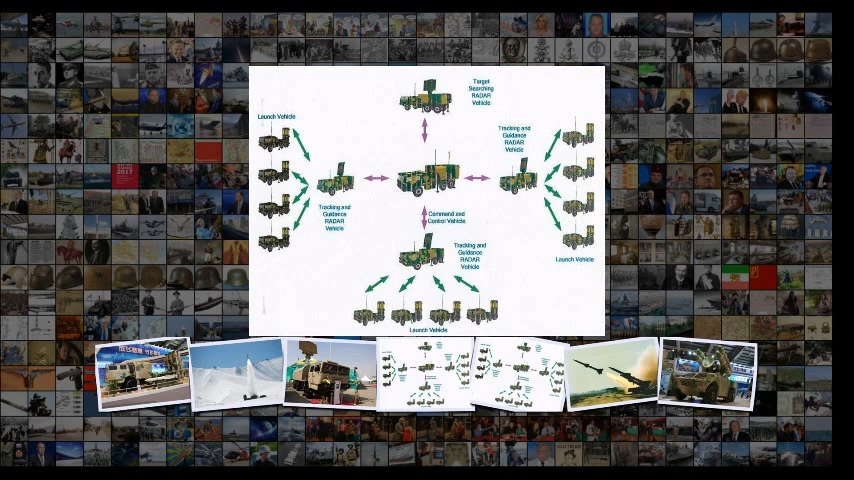 Target
Searching
RADAR
Vehicle
Launch Vehicle
Tracking and
Guidance
RADAR
Vehicle
Tracking and
Guidance
RADAR
Vehicle
Command and
Control Vehicle
Tracking and
Guidance
RADAR
Vehicle
Launch Vehicle
Launch Vehicle
2017